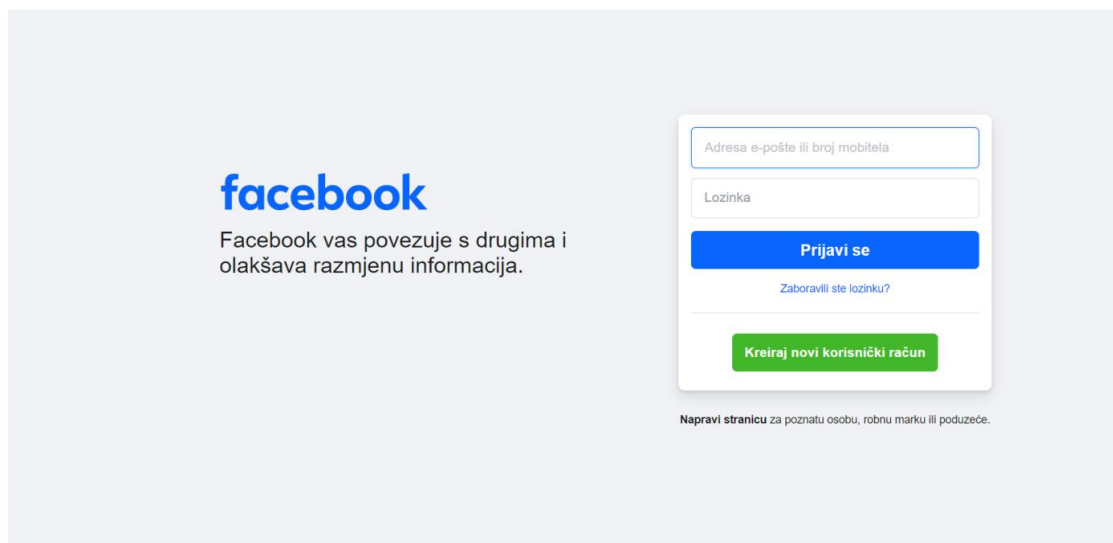 facebook
Facebook vas povezuje s drugima i
olakšava razmjenu informacija.
Adresa e-pošte ili broj mobitela
Lozinka
Prijavi se
Zaboravili ste lozinku?
Kreiraj novi korisnički račun
Napravi stranicu za poznatu osobu, robnu marku ili poduzeće.